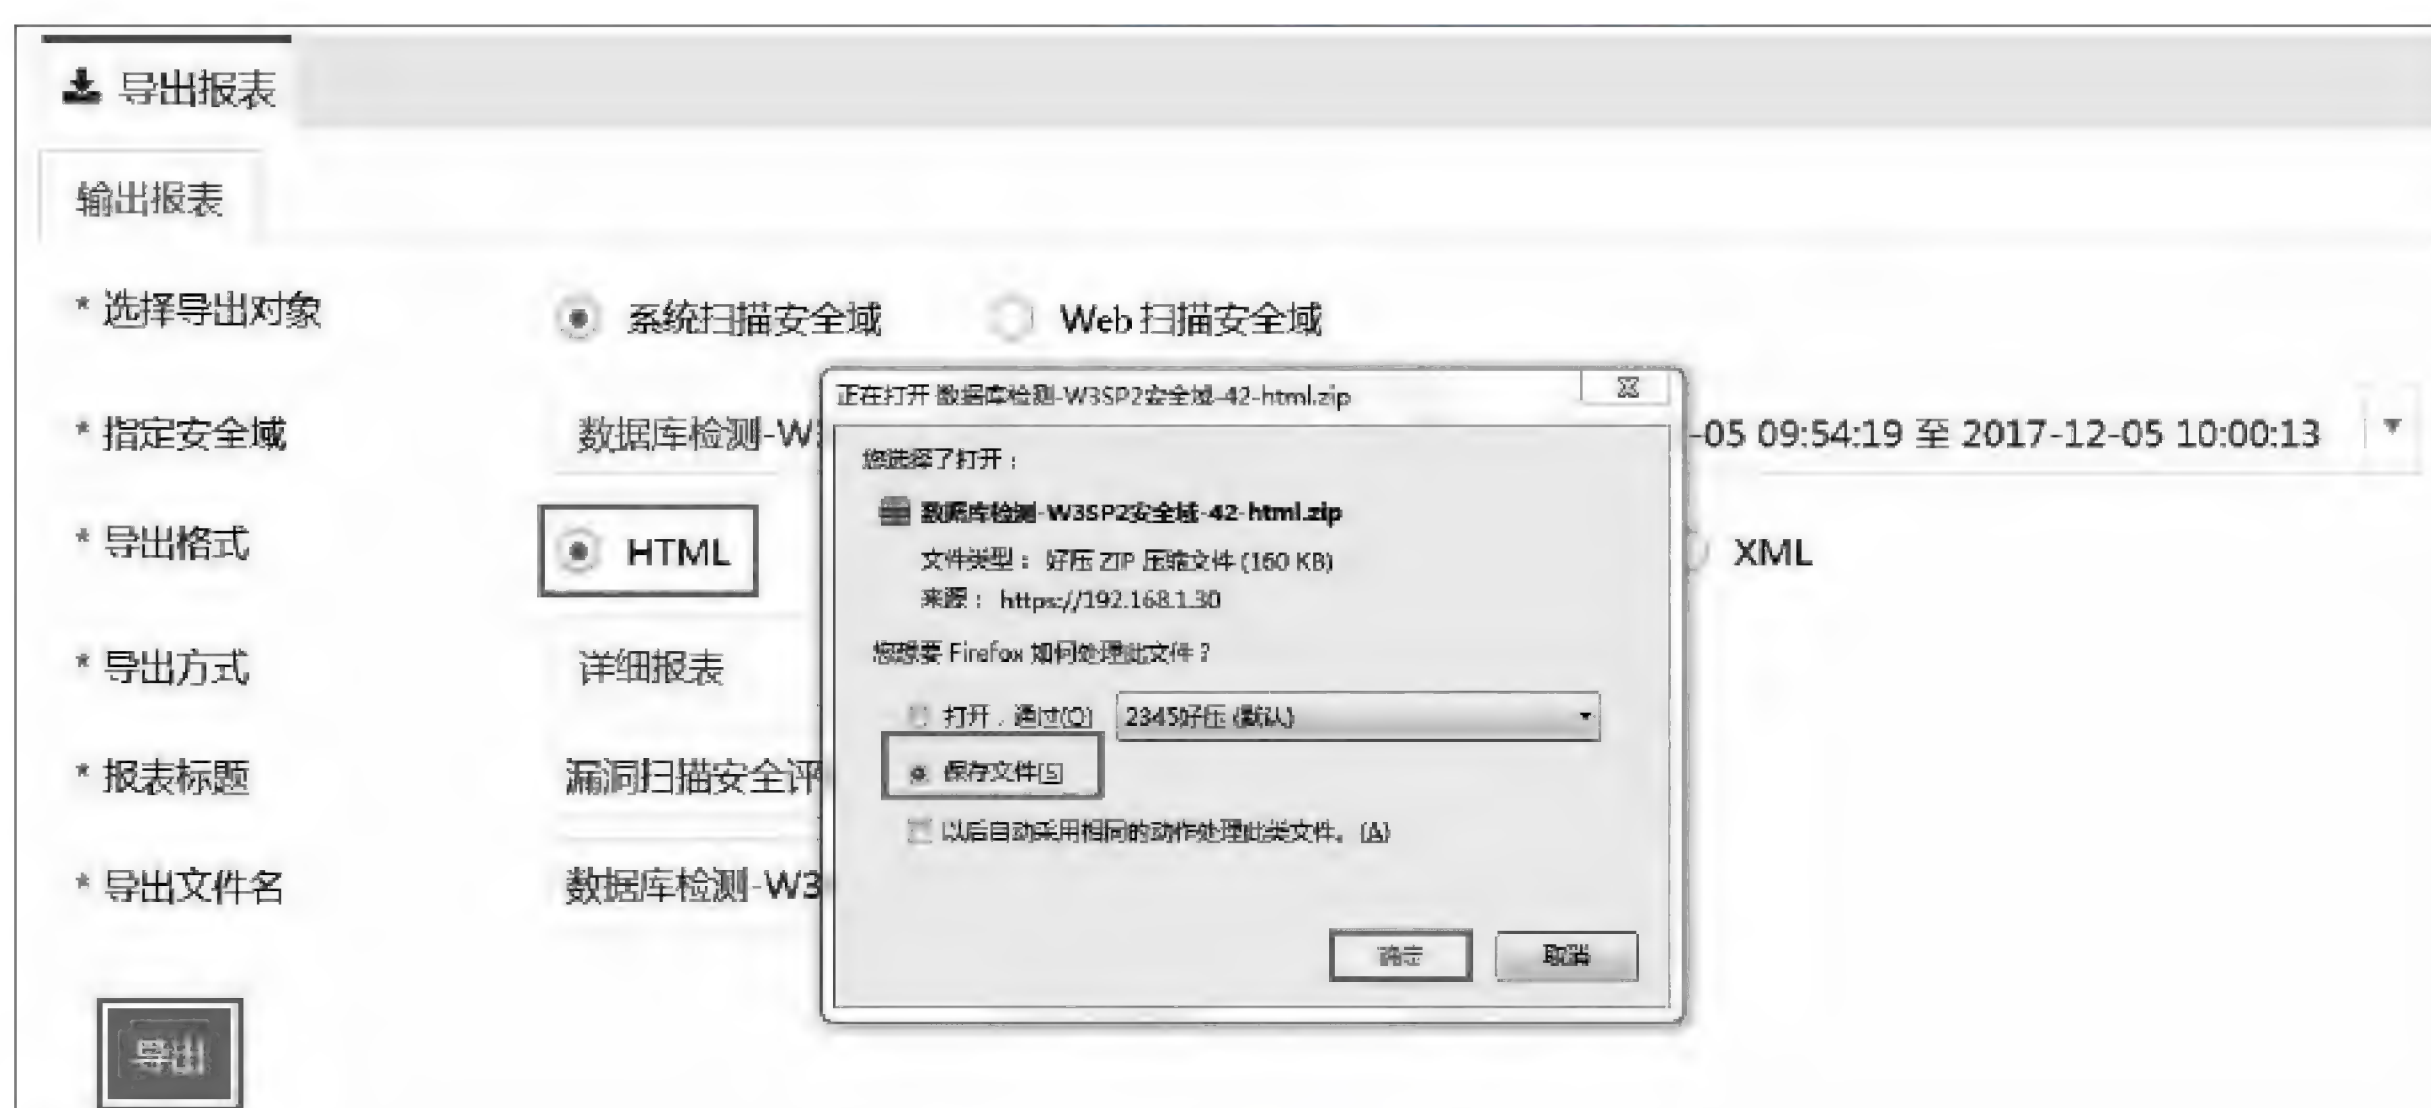 导出报表
输出报表
* 选择导出对象
系统扫描安全域
Web 扫描安全域
* 指定安全域
数据库检测-W
-05 09:54:19 至 2017-12-05 10:00:13
* 导出格式
HTML
XML
* 导出方式
详细报表
* 报表标题
漏洞扫描安全评
* 导出文件名
数据库检测-W3
导出
正在打开 数据库检测-W3SP2安全域-42-html.zip
您选择了打开：
数据库检测-W3SP2安全域-42-html.zip
文件类型： 好压 ZIP 压缩文件 (160 KB)
来源： https://192.168.1.30
您想要 Firefox 如何处理此文件？
打开，通过(O)
2345好压 (默认)
保存文件(S)
以后自动采用相同的动作处理此类文件。(A)
确定
取消